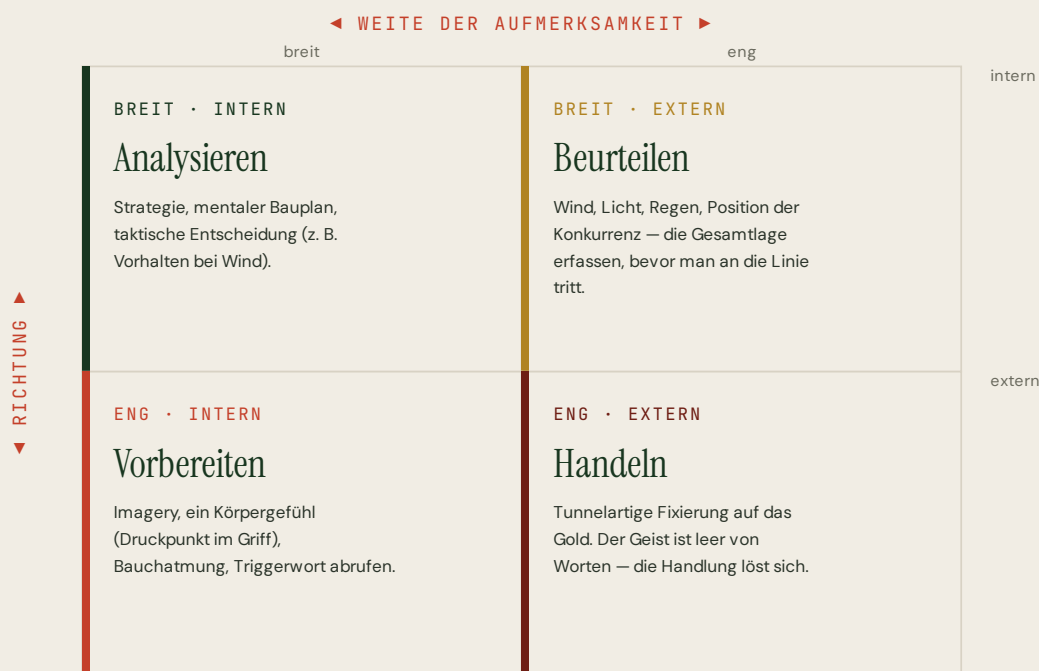 ◄ WEITE DER AUFMERKSAMKEIT ►
breit
eng
intern
BREIT · INTERN
Analysieren
Strategie, mentaler Bauplan,
taktische Entscheidung (z. B.
Vorhalten bei Wind).
BREIT · EXTERN
Beurteilen
Wind, Licht, Regen, Position der
Konkurrenz — die Gesamtlage
erfassen, bevor man an die Linie
tritt.
◄ RICHTUNG ►
extern
ENG · INTERN
Vorbereiten
Imagery, ein Körpergefühl
(Druckpunkt im Griff),
Bauchatmung, Triggerwort abrufen.
ENG · EXTERN
Handeln
Tunnelartige Fixierung auf das
Gold. Der Geist ist leer von
Worten — die Handlung löst sich.